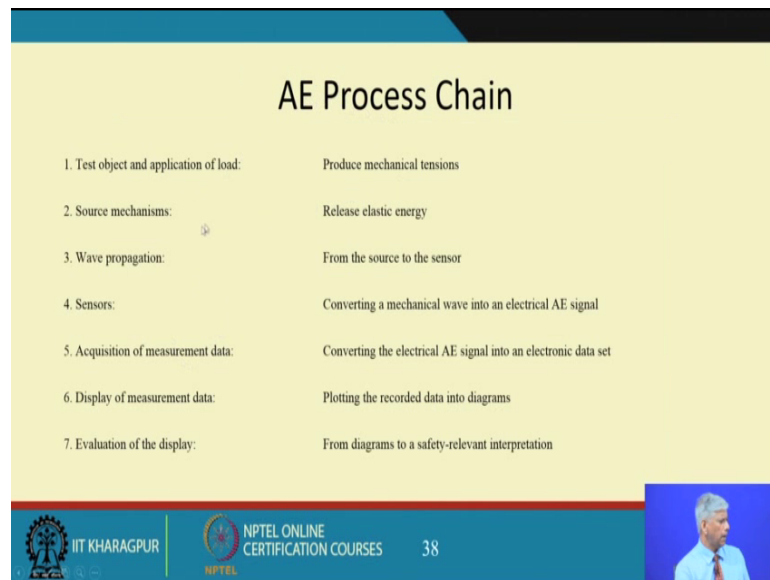 AE Process Chain
1. Test object and application of load: Produce mechanical tensions
2. Source mechanisms: Release elastic energy
3. Wave propagation: From the source to the sensor
4. Sensors: Converting a mechanical wave into an electrical AE signal
5. Acquisition of measurement data: Converting the electrical AE signal into an electronic data set
6. Display of measurement data: Plotting the recorded data into diagrams
7. Evaluation of the display: From diagrams to a safety-relevant interpretation
IIT KHARAGPUR
NPTEL
NPTEL ONLINE
CERTIFICATION COURSES
38